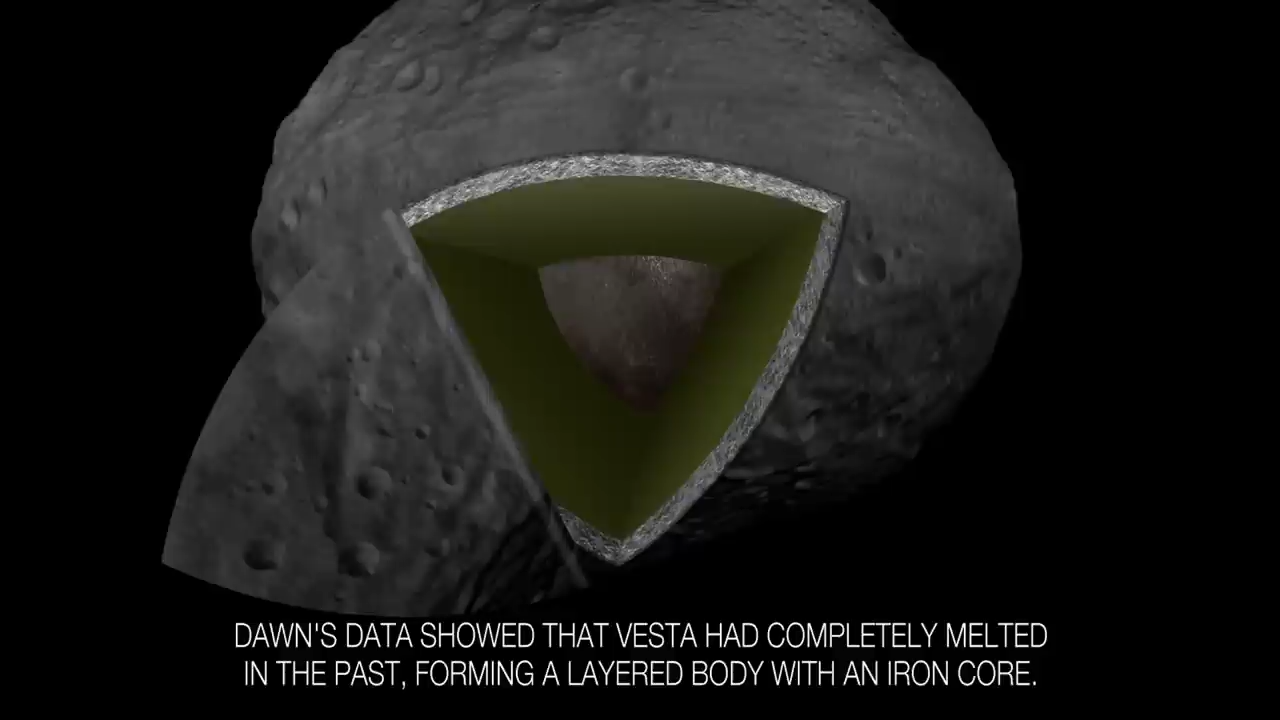 DAWN'S DATA SHOWED THAT VESTA HAD COMPLETELY MELTED
IN THE PAST, FORMING A LAYERED BODY WITH AN IRON CORE.